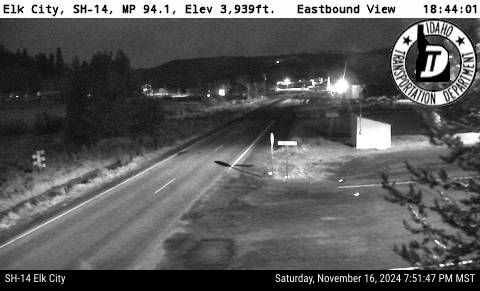 Elk City, SH-14, MP 94.1, Elev 3,939ft. Eastbound View 18:44:01
IDAHO
TRANSPORTATION DEPARTMENT
SH-14 Elk City Saturday, November 16, 2024 7:51:47 PM MST